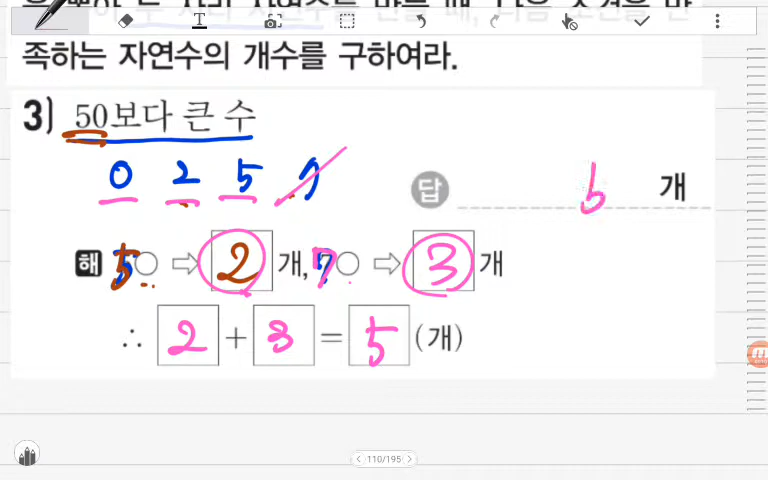 족하는 자연수의 개수를 구하여라.
3) 50보다 큰 수
0 2 5 7
답 5 개
해 5○ ⇨ 2 개, 7○ ⇨ 3 개
∴ 2 + 3 = 5 (개)
110/195